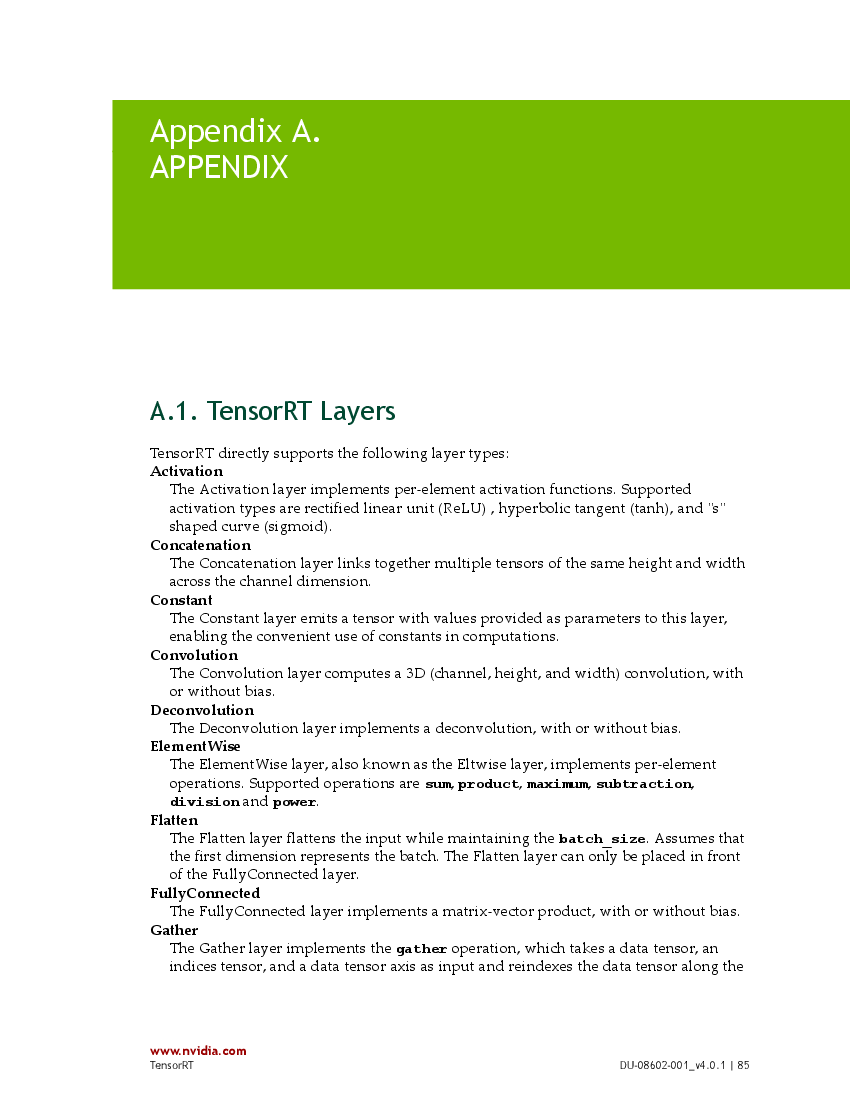 Appendix A.
APPENDIX
A.1. TensorRT Layers
TensorRT directly supports the following layer types:
Activation
The Activation layer implements per-element activation functions. Supported
activation types are rectified linear unit (ReLU) , hyperbolic tangent (tanh), and "s"
shaped curve (sigmoid).
Concatenation
The Concatenation layer links together multiple tensors of the same height and width
across the channel dimension.
Constant
The Constant layer emits a tensor with values provided as parameters to this layer,
enabling the convenient use of constants in computations.
Convolution
The Convolution layer computes a 3D (channel, height, and width) convolution, with
or without bias.
Deconvolution
The Deconvolution layer implements a deconvolution, with or without bias.
ElementWise
The ElementWise layer, also known as the Eltwise layer, implements per-element
operations. Supported operations are sum, product, maximum, subtraction,
division and power.
Flatten
The Flatten layer flattens the input while maintaining the batch_size. Assumes that
the first dimension represents the batch. The Flatten layer can only be placed in front
of the FullyConnected layer.
FullyConnected
The FullyConnected layer implements a matrix-vector product, with or without bias.
Gather
The Gather layer implements the gather operation, which takes a data tensor, an
indices tensor, and a data tensor axis as input and reindexes the data tensor along the
www.nvidia.com
TensorRT DU-08602-001_v4.0.1 | 85